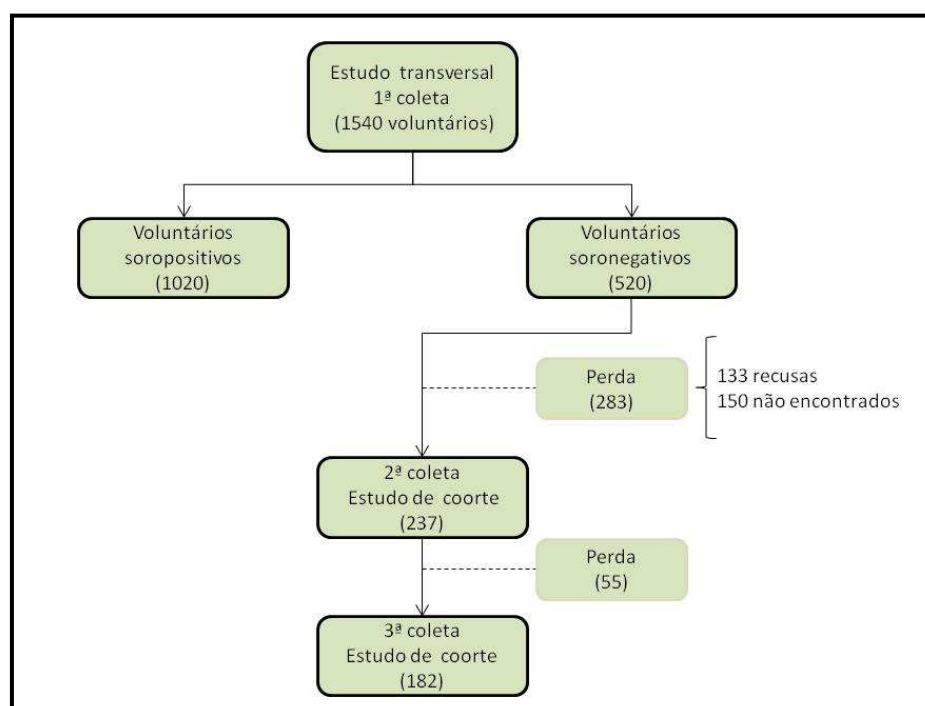 Estudo transversal
1ª coleta
(1540 voluntários)
Voluntários
soropositivos
(1020)
Voluntários
soronegativos
(520)
Perda
(283)
133 recusas
150 não encontrados
2ª coleta
Estudo de coorte
(237)
Perda
(55)
3ª coleta
Estudo de coorte
(182)